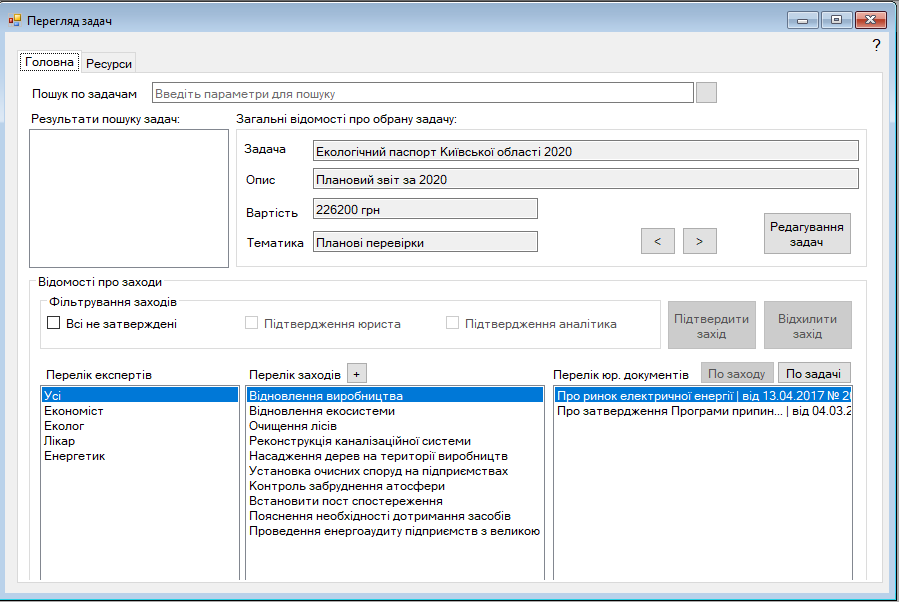 Перегляд задач
?
Головна
Ресурси
Пошук по задачам
Введіть параметри для пошуку
Результати пошуку задач:
Загальні відомості про обрану задачу:
Задача
Екологічний паспорт Київської області 2020
Опис
Плановий звіт за 2020
Вартість
226200 грн
Тематика
Планові перевірки
<
>
Редагування
задач
Відомості про заходи
Фільтрування заходів
Всі не затверджені
Підтвердження юриста
Підтвердження аналітика
Підтвердити
захід
Відхилити
захід
Перелік експертів
Перелік заходів
+
Перелік юр. документів
По заходу
По задачі
Усі
Економіст
Еколог
Лікар
Енергетик
Відновлення виробництва
Відновлення екосистеми
Очищення лісів
Реконструкція каналізаційної системи
Насадження дерев на території виробництв
Установка очисних споруд на підприємствах
Контроль забруднення атосфери
Встановити пост спостереження
Пояснення необхідності дотримання засобів
Проведення енергоаудиту підприємств з великою
Про ринок електричної енергії | від 13.04.2017 № 20
Про затвердження Програми припин... | від 04.03.2